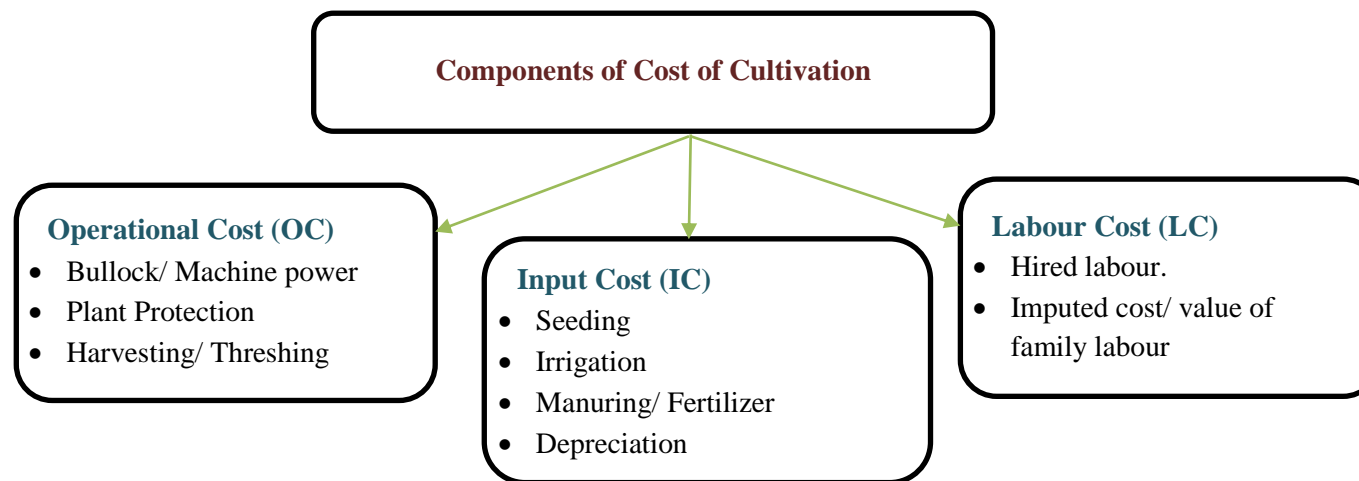 Components of Cost of Cultivation
Operational Cost (OC)
• Bullock/ Machine power
• Plant Protection
• Harvesting/ Threshing
Input Cost (IC)
• Seeding
• Irrigation
• Manuring/ Fertilizer
• Depreciation
Labour Cost (LC)
• Hired labour.
• Imputed cost/ value of
family labour